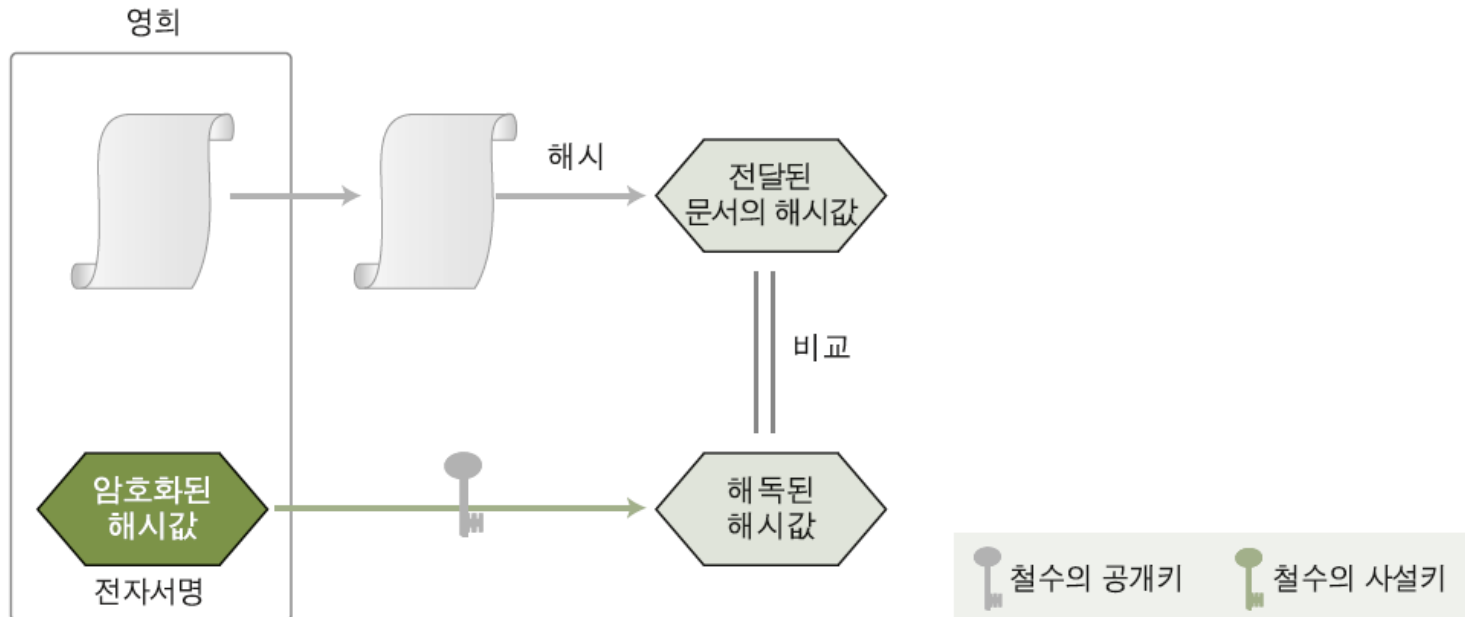 영희
해시
전달된
문서의 해시값
비교
암호화된
해시값
전자서명
해독된
해시값
철수의 공개키
철수의 사설키